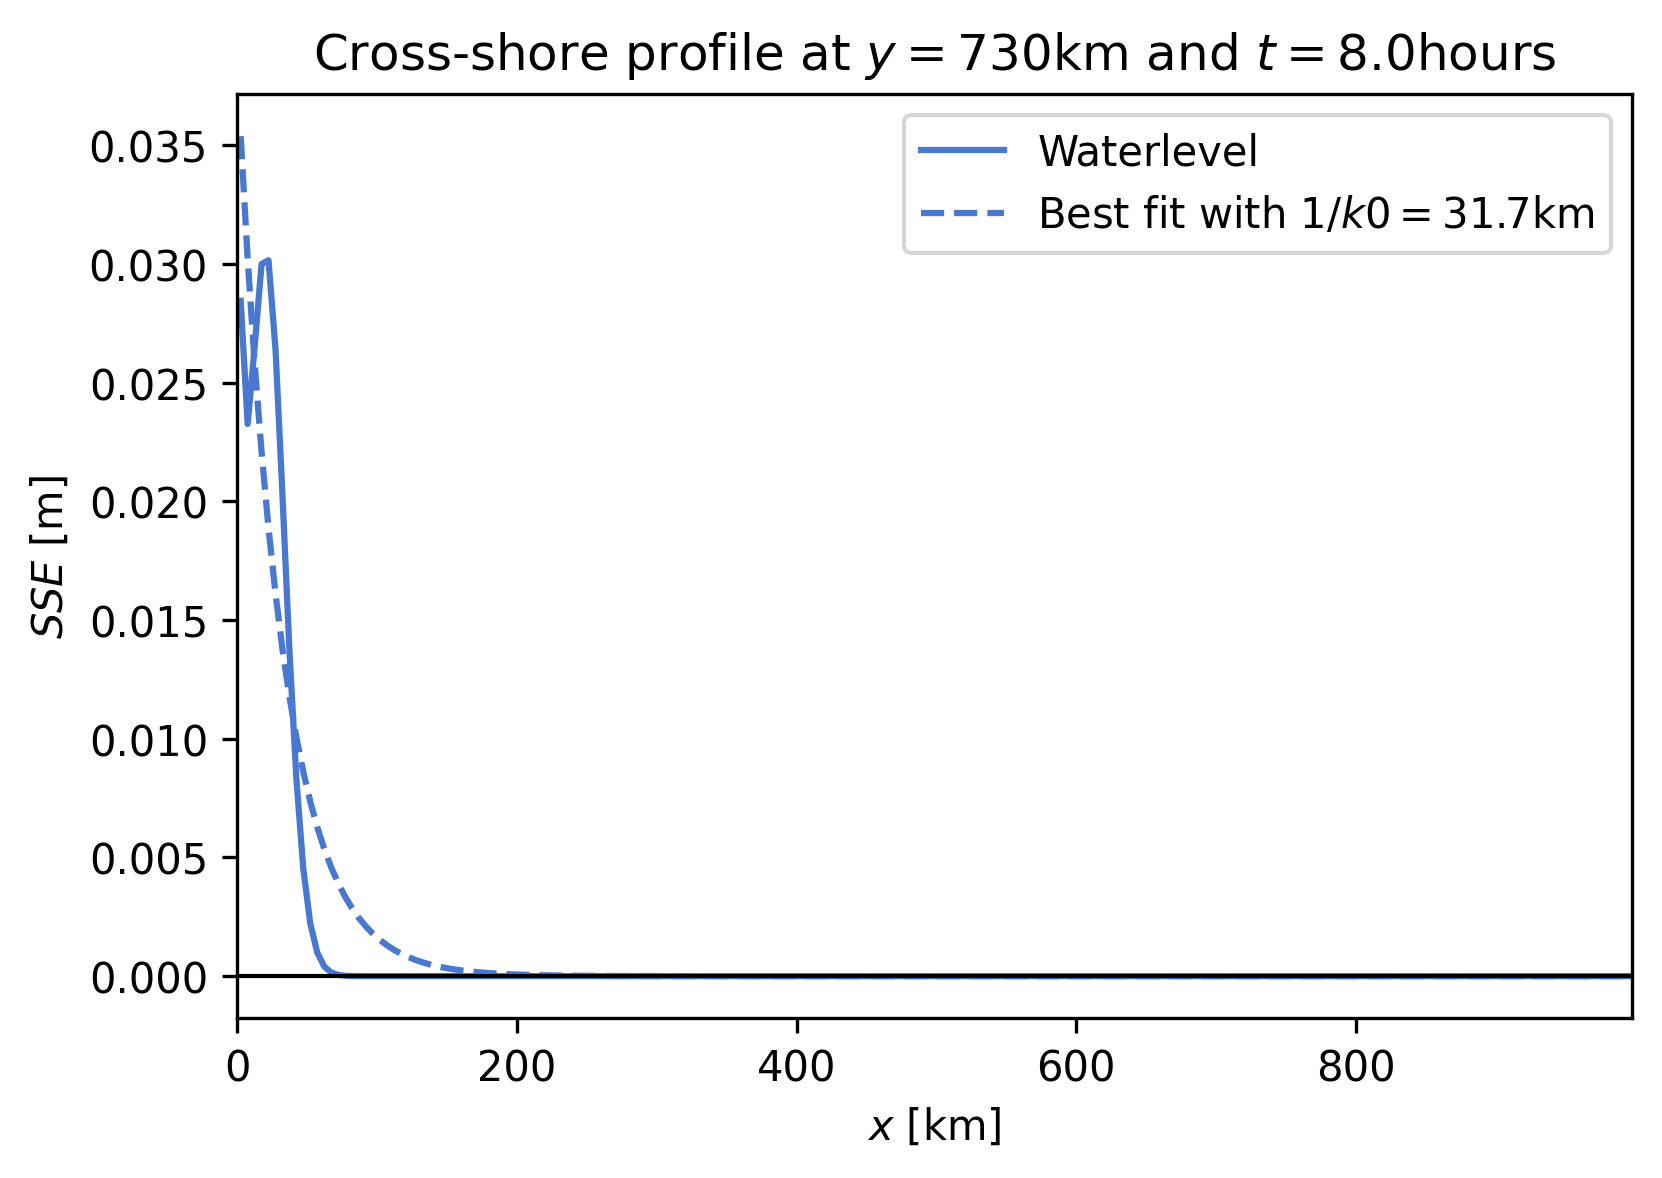 Cross-shore profile at y = 730km and t = 8.0hours
Waterlevel
Best fit with 1/k0 = 31.7km
0.035
0.030
0.025
0.020
0.015
0.010
0.005
0.000
SSE [m]
0 200 400 600 800
x [km]